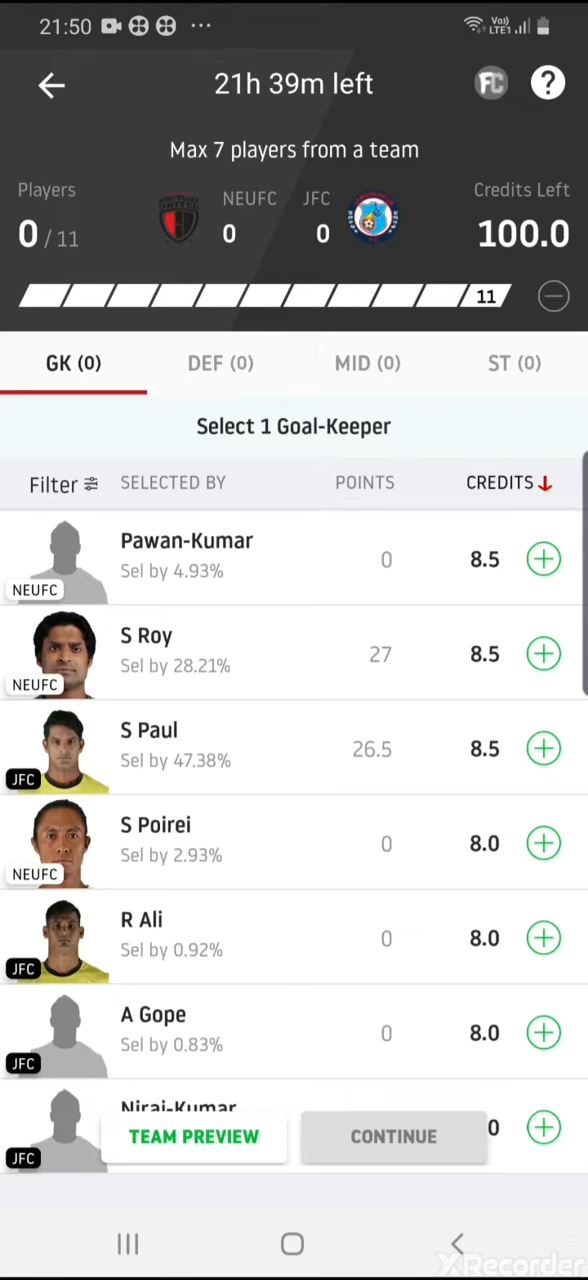 21:50
Vo)) LTE1
21h 39m left
FC
?
Max 7 players from a team
Players
NEUFC
JFC
Credits Left
0 / 11
0
0
100.0
11
GK (0)
DEF (0)
MID (0)
ST (0)
Select 1 Goal-Keeper
Filter
SELECTED BY
POINTS
CREDITS
Pawan-Kumar
Sel by 4.93%
0
8.5
NEUFC
S Roy
Sel by 28.21%
27
8.5
NEUFC
S Paul
Sel by 47.38%
26.5
8.5
JFC
S Poirei
Sel by 2.93%
0
8.0
NEUFC
R Ali
Sel by 0.92%
0
8.0
JFC
A Gope
Sel by 0.83%
0
8.0
JFC
Niraj-Kumar
0
JFC
TEAM PREVIEW
CONTINUE
XRecorder